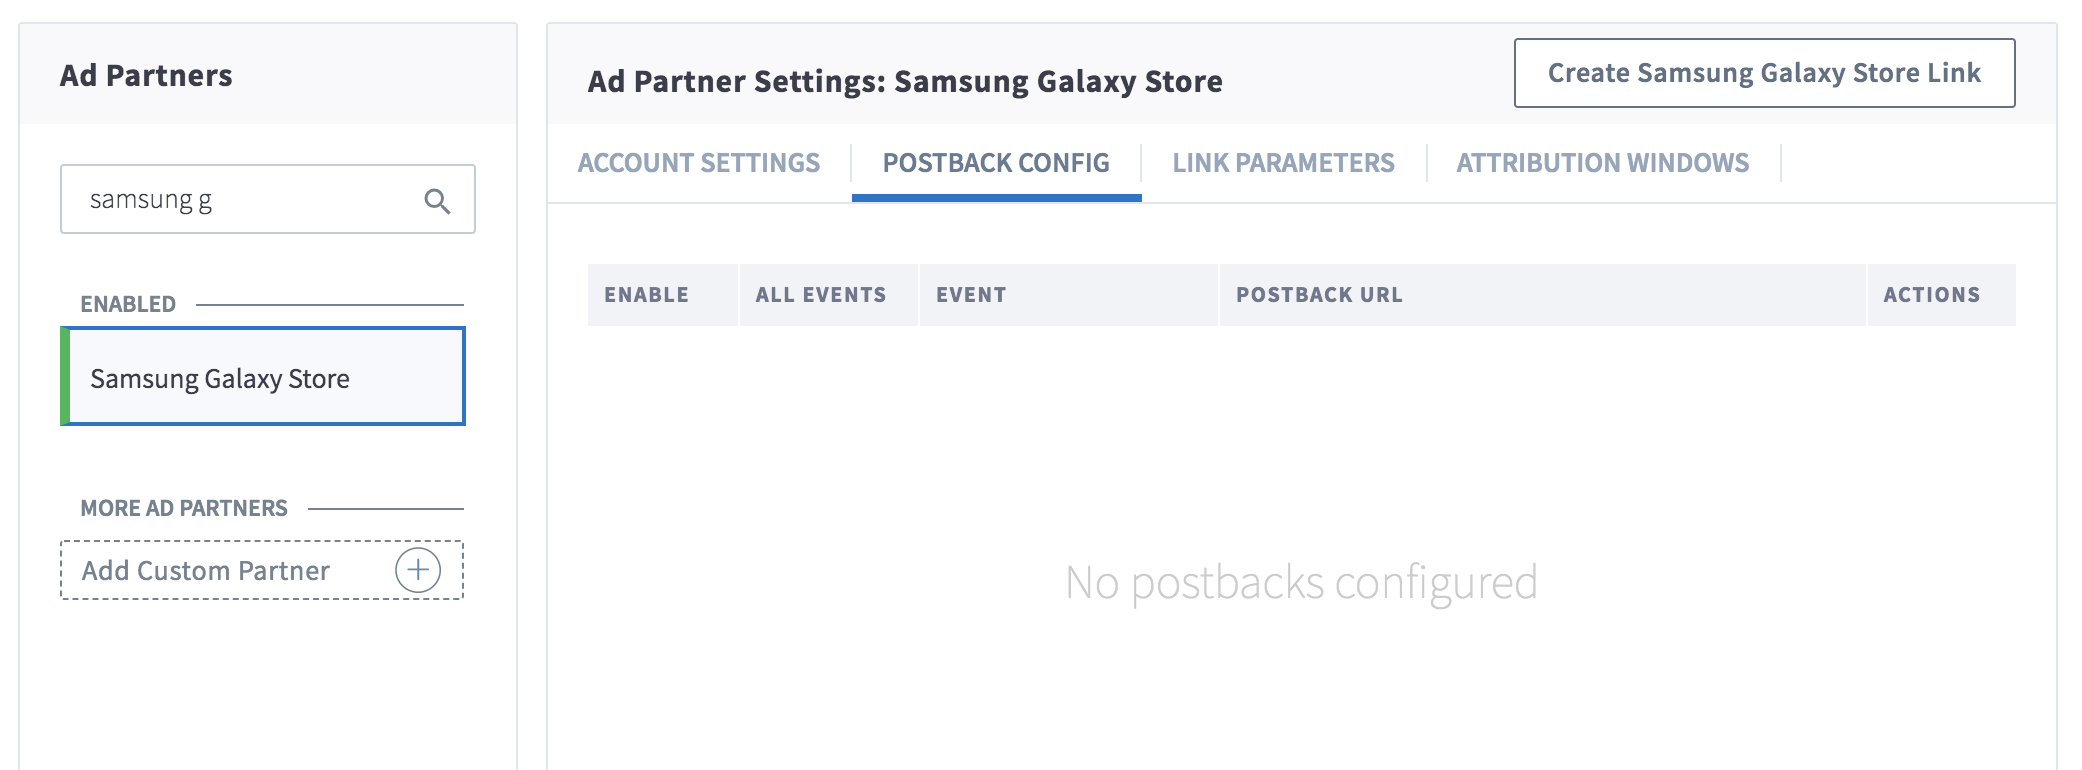 Ad Partners
samsung g
ENABLED
Samsung Galaxy Store
MORE AD PARTNERS
Add Custom Partner
Ad Partner Settings: Samsung Galaxy Store
Create Samsung Galaxy Store Link
ACCOUNT SETTINGS
POSTBACK CONFIG
LINK PARAMETERS
ATTRIBUTION WINDOWS
ENABLE
ALL EVENTS
EVENT
POSTBACK URL
ACTIONS
No postbacks configured